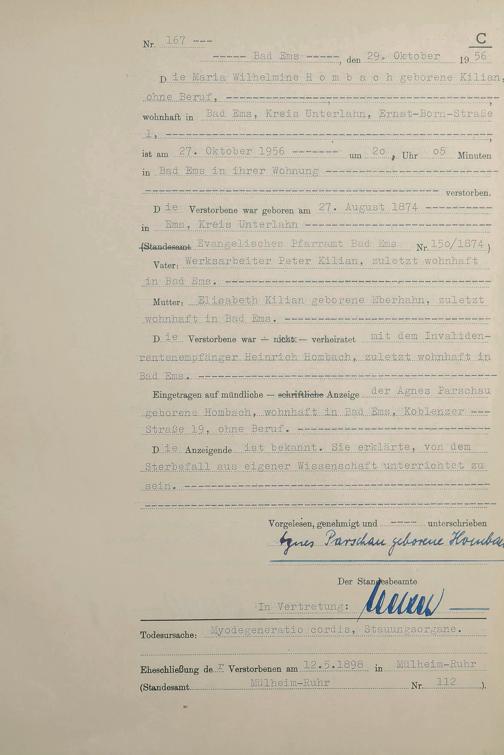 Nr. 167 ---
C
----- Bad Ems -----, den 29. Oktober 1956
Die Maria Wilhelmine H o m b a c h geborene Kilian,
ohne Beruf, ------------------------------
wohnhaft in Bad Ems, Kreis Unterlahn, Ernst-Born-Straße
1, ------------------------------
ist am 27. Oktober 1956 -------- um 20, Uhr 05 Minuten
in Bad Ems in ihrer Wohnung --------------------
------------------------------ verstorben.
Die Verstorbene war geboren am 27. August 1874 ----------
in Ems, Kreis Unterlahn --------------------
(Standesamt Evangelisches Pfarramt Bad Ems Nr. 150/1874)
Vater: Werksarbeiter Peter Kilian, zuletzt wohnhaft
in Bad Ems. ------------------------------
Mutter: Elisabeth Kilian geborene Eberhahn, zuletzt
wohnhaft in Bad Ems. --------------------
Die Verstorbene war — nicht — verheiratet mit dem Invaliden-
rentenempfänger Heinrich Hombach, zuletzt wohnhaft in
Bad Ems. ------------------------------
Eingetragen auf mündliche — schriftliche Anzeige der Agnes Parschau
geborene Hombach, wohnhaft in Bad Ems, Koblenzer ---
Straße 19, ohne Beruf. --------------------
Die Anzeigende ist bekannt. Sie erklärte, von dem
Sterbefall aus eigener Wissenschaft unterrichtet zu
sein. ------------------------------
------------------------------
Vorgelesen, genehmigt und ---- unterschrieben
Agnes Parschau geborene Hombac
Der Standesbeamte
In Vertretung:
Todesursache: Myodegeneratio cordis, Stauungsorgane.
Eheschließung der Verstorbenen am 12.5.1898 in Mülheim-Ruhr
(Standesamt Mülheim-Ruhr Nr. 112 ).